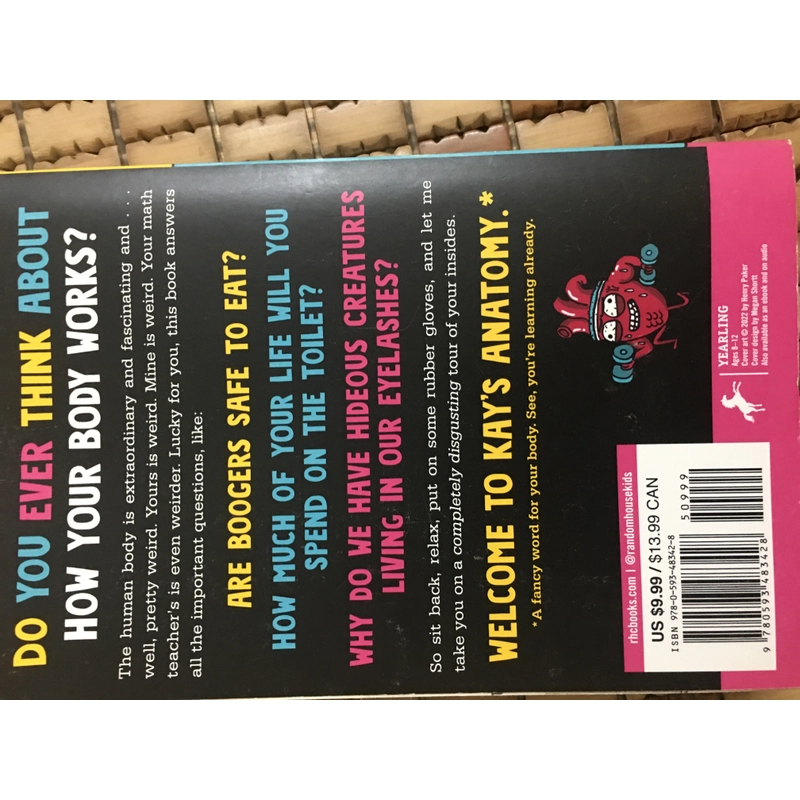 DO YOU EVER THINK ABOUT
HOW YOUR BODY WORKS?
The human body is extraordinary and fascinating and . . .
well, pretty weird. Yours is weird. Mine is weird. Your math
teacher's is even weirder. Lucky for you, this book answers
all the important questions, like:
ARE BOOGERS SAFE TO EAT?
HOW MUCH OF YOUR LIFE WILL YOU
SPEND ON THE TOILET?
WHY DO WE HAVE HIDEOUS CREATURES
LIVING IN OUR EYELASHES?
So sit back, relax, put on some rubber gloves, and let me
take you on a completely disgusting tour of your insides.
WELCOME TO KAY'S ANATOMY.*
*A fancy word for your body. See, you're learning already.
rhcbooks.com | @randomhousekids
US $9.99 / $13.99 CAN
ISBN 978-0-593-48342-8
50999
9 780593 483428
YEARLING
Ages 8–12
Cover art © 2022 by Henry Paker
Cover design by Megan Shortt
Also available as an ebook and on audio